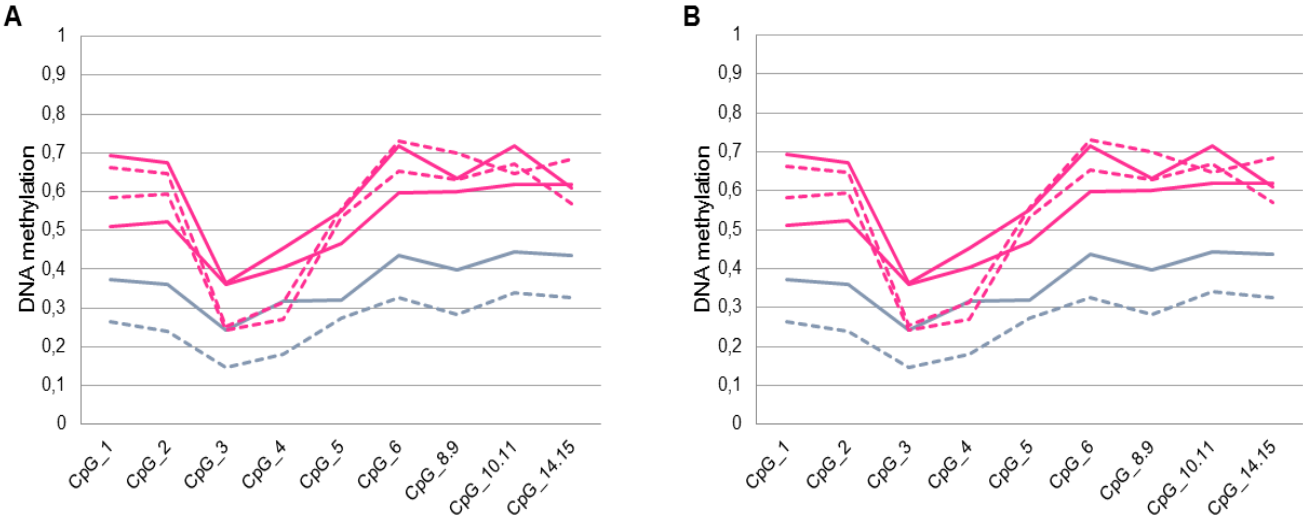 A
DNA methylation
1
0,9
0,8
0,7
0,6
0,5
0,4
0,3
0,2
0,1
0
CpG_1
CpG_2
CpG_3
CpG_4
CpG_5
CpG_6
CpG_8.9
CpG_10.11
CpG_14.15
B
DNA methylation
1
0,9
0,8
0,7
0,6
0,5
0,4
0,3
0,2
0,1
0
CpG_1
CpG_2
CpG_3
CpG_4
CpG_5
CpG_6
CpG_8.9
CpG_10.11
CpG_14.15